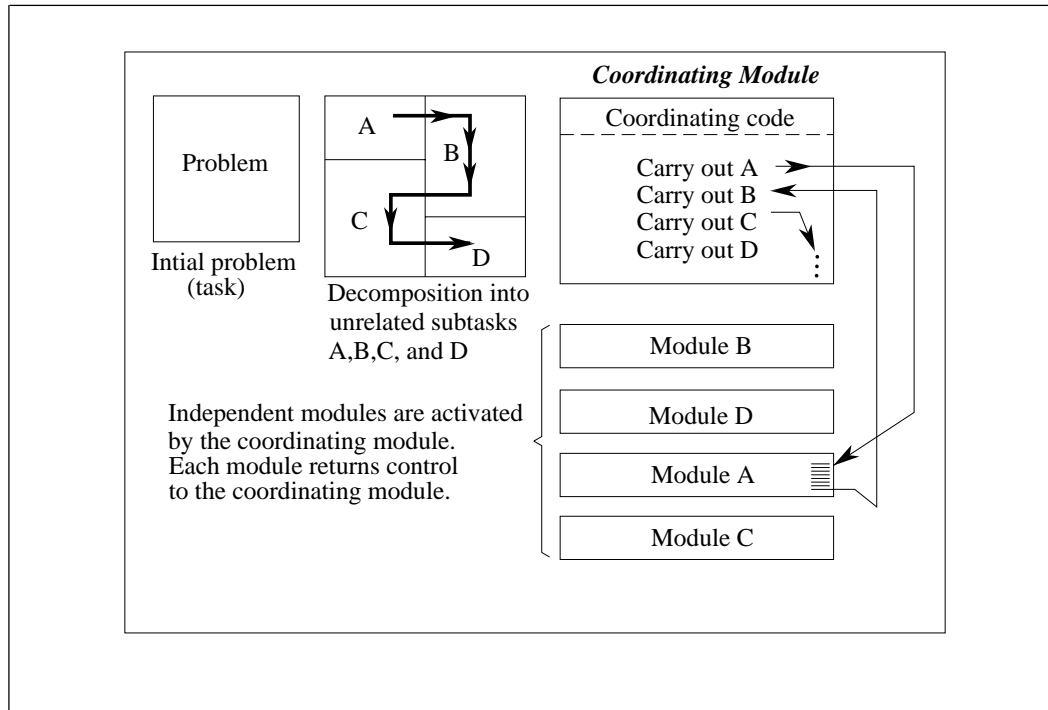 Coordinating Module
Problem
Intial problem
(task)
A
B
C
D
Decomposition into
unrelated subtasks
A,B,C, and D
Coordinating code
Carry out A
Carry out B
Carry out C
Carry out D
Independent modules are activated
by the coordinating module.
Each module returns control
to the coordinating module.
Module B
Module D
Module A
Module C